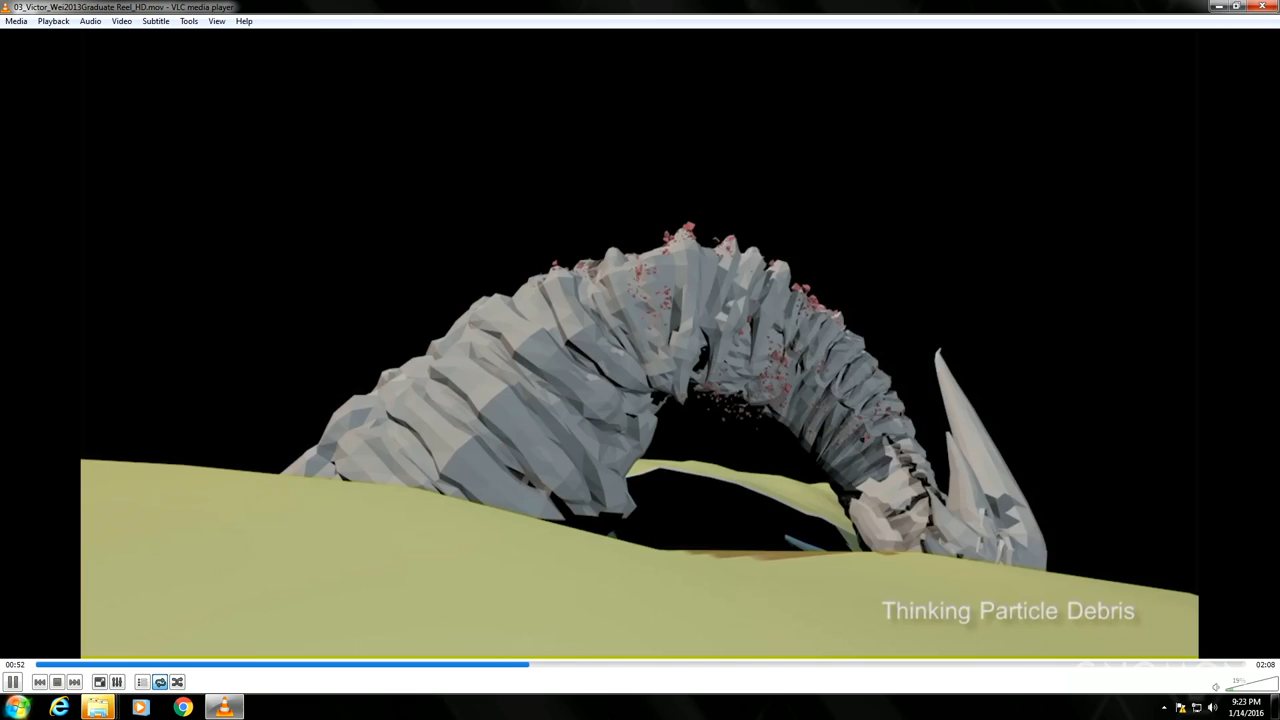 03_Victor_Wei2013Graduate Reel_HD.mov - VLC media player
Media Playback Audio Video Subtitle Tools View Help
Thinking Particle Debris
00:52
02:08
19%
9:23 PM
1/14/2016